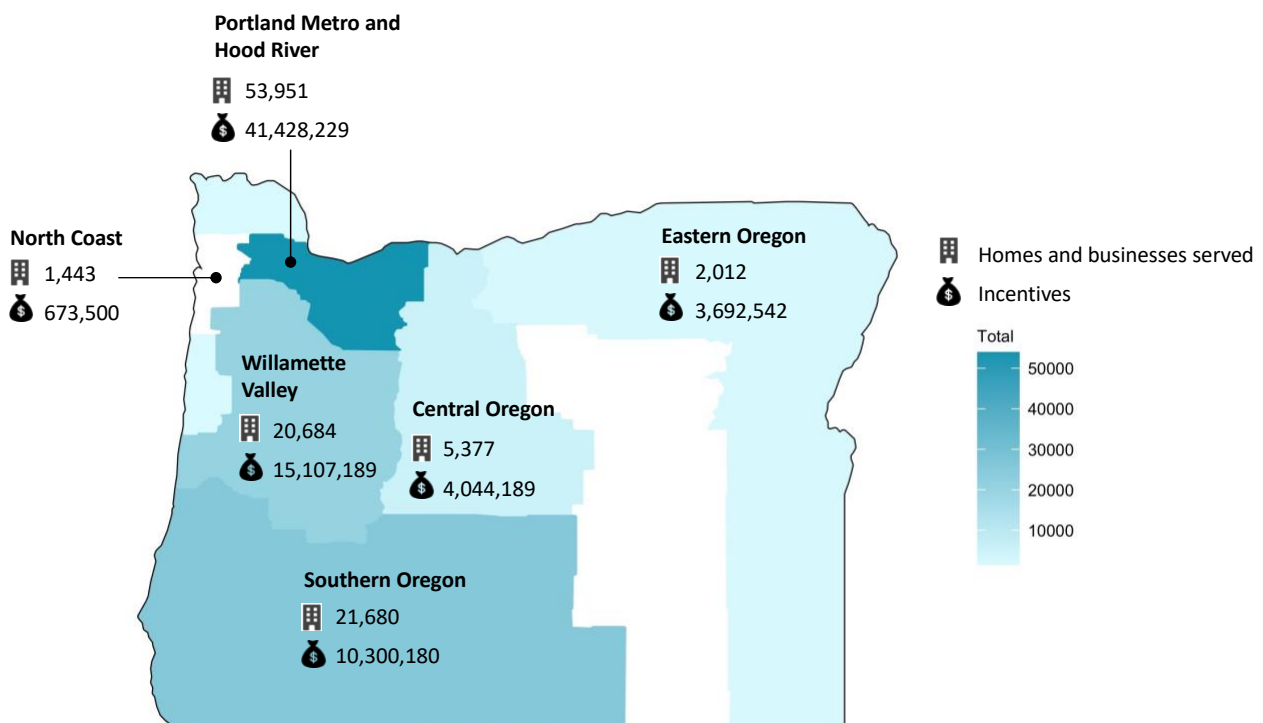 Portland Metro and
Hood River
53,951
41,428,229
North Coast
1,443
673,500
Eastern Oregon
2,012
3,692,542
Homes and businesses served
Incentives
Total
50000
40000
30000
20000
10000
Willamette
Valley
20,684
15,107,189
Central Oregon
5,377
4,044,189
Southern Oregon
21,680
10,300,180